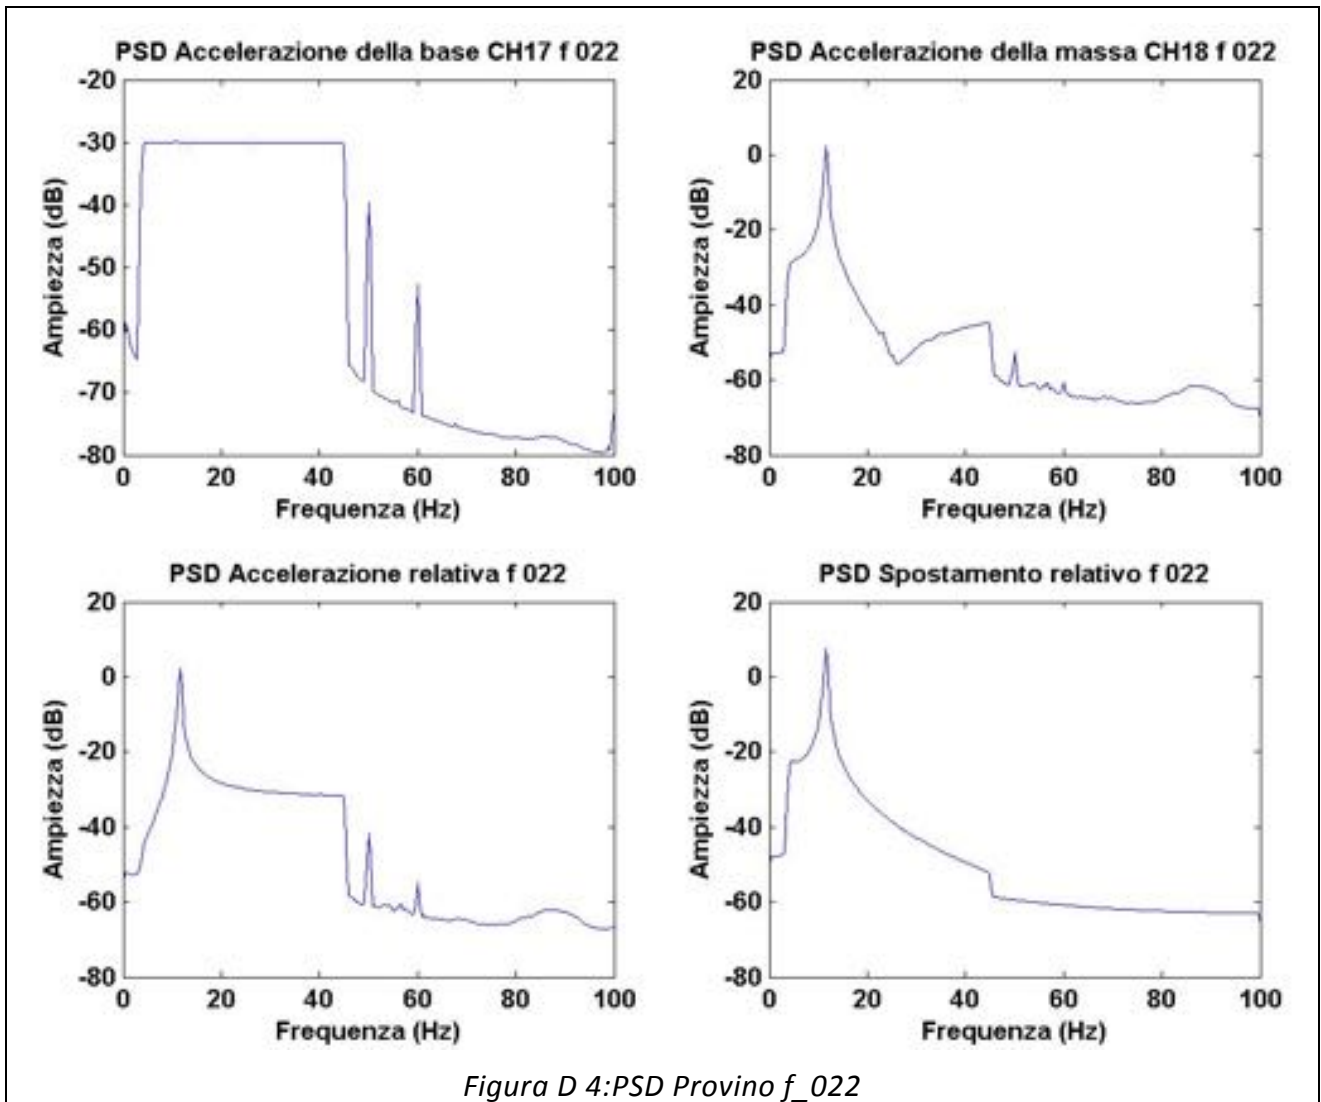 PSD Accelerazione della base CH17 f 022
-20
-30
-40
-50
-60
-70
-80
Ampiezza (dB)
0 20 40 60 80 100
Frequenza (Hz)
PSD Accelerazione della massa CH18 f 022
20
0
-20
-40
-60
-80
Ampiezza (dB)
0 20 40 60 80 100
Frequenza (Hz)
PSD Accelerazione relativa f 022
20
0
-20
-40
-60
-80
Ampiezza (dB)
0 20 40 60 80 100
Frequenza (Hz)
PSD Spostamento relativo f 022
20
0
-20
-40
-60
-80
Ampiezza (dB)
0 20 40 60 80 100
Frequenza (Hz)
Figura D 4:PSD Provino f_022